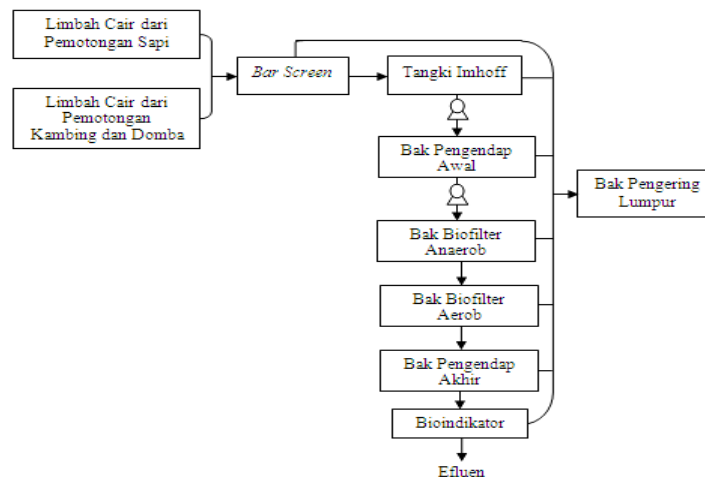 Limbah Cair dari
Pemotongan Sapi
Limbah Cair dari
Pemotongan
Kambing dan Domba
Bar Screen
Tangki Imhoff
Bak Pengendap
Awal
Bak Pengering
Lumpur
Bak Biofilter
Anaerob
Bak Biofilter
Aerob
Bak Pengendap
Akhir
Bioindikator
Efluen